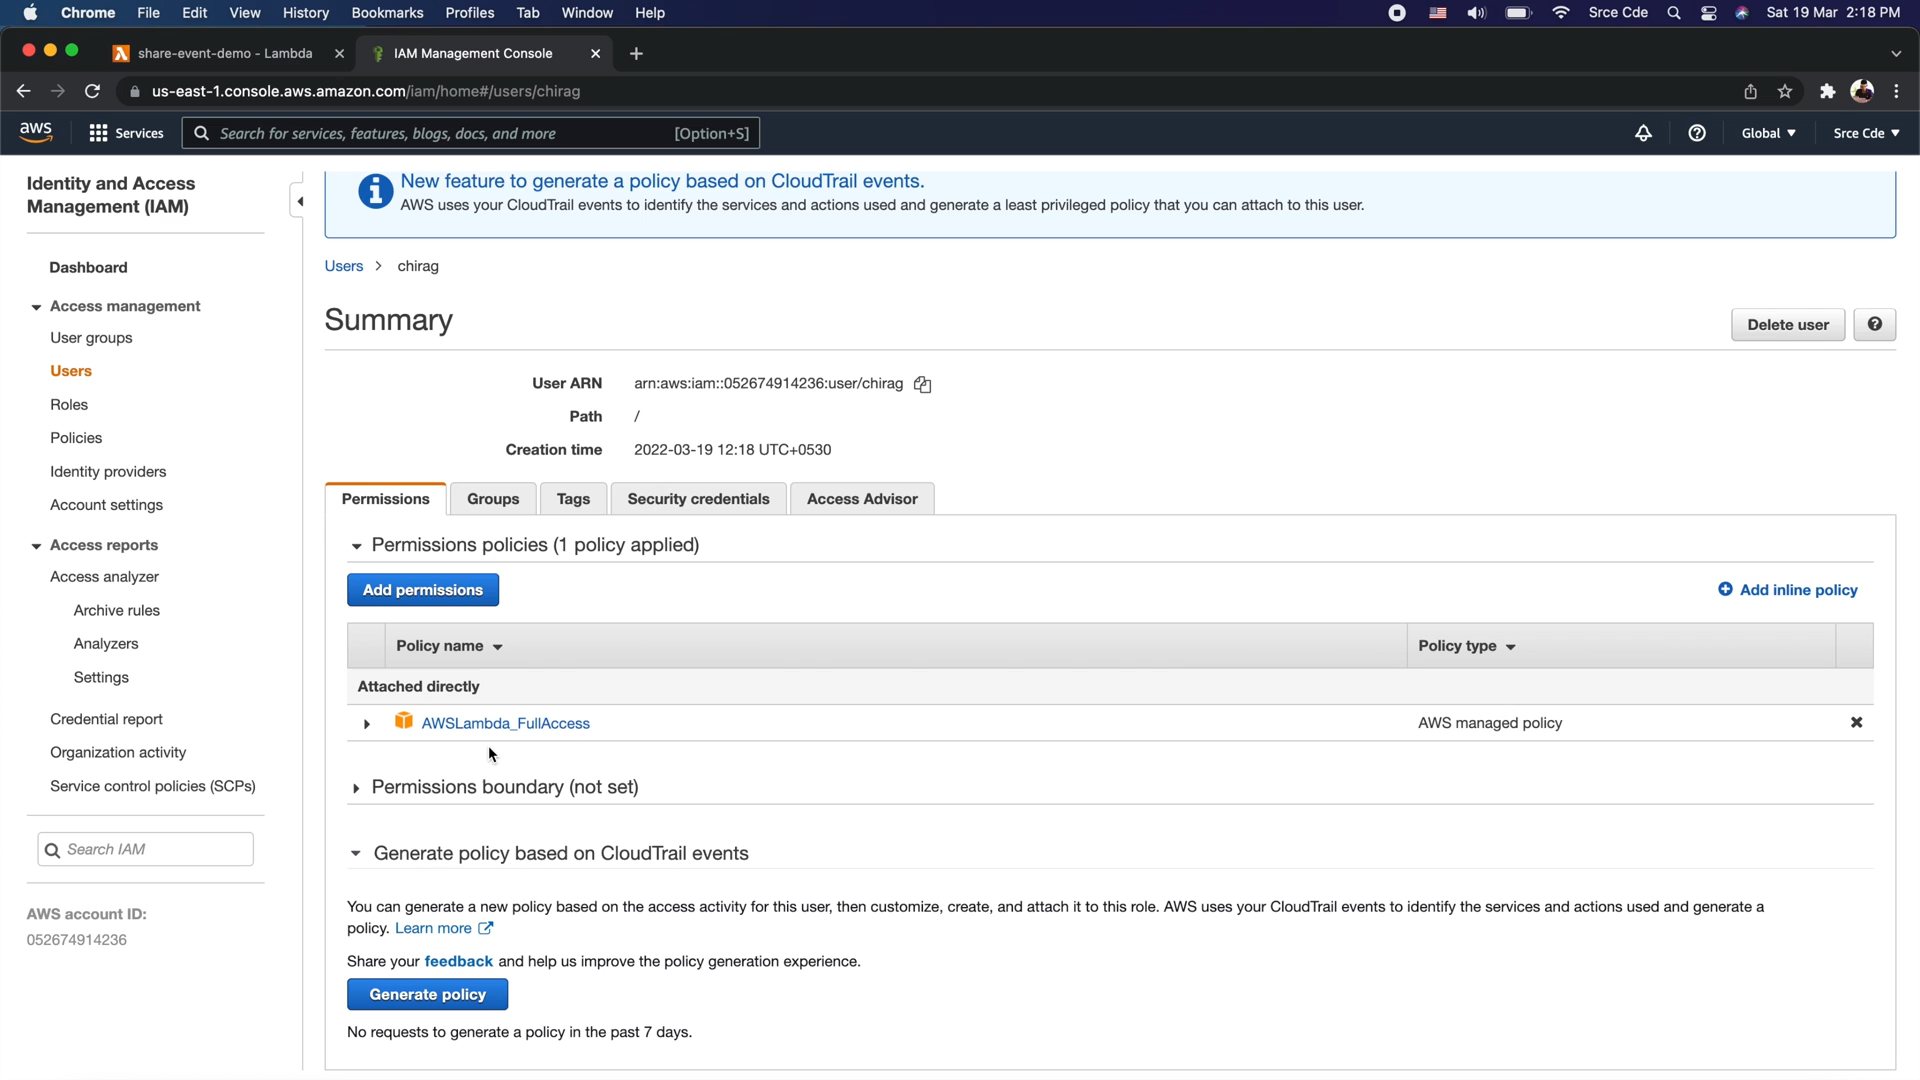 Chrome File Edit View History Bookmarks Profiles Tab Window Help Srce Cde Sat 19 Mar 2:18 PM
share-event-demo - Lambda IAM Management Console
us-east-1.console.aws.amazon.com/iam/home#/users/chirag
aws Services Search for services, features, blogs, docs, and more [Option+S] Global Srce Cde
Identity and Access
Management (IAM)
Dashboard
Access management
User groups
Users
Roles
Policies
Identity providers
Account settings
Access reports
Access analyzer
Archive rules
Analyzers
Settings
Credential report
Organization activity
Service control policies (SCPs)
Search IAM
AWS account ID:
052674914236
New feature to generate a policy based on CloudTrail events.
AWS uses your CloudTrail events to identify the services and actions used and generate a least privileged policy that you can attach to this user.
Users > chirag
Summary
Delete user
User ARN arn:aws:iam::052674914236:user/chirag
Path /
Creation time 2022-03-19 12:18 UTC+0530
Permissions Groups Tags Security credentials Access Advisor
Permissions policies (1 policy applied)
Add permissions Add inline policy
Policy name Policy type
Attached directly
AWSLambda_FullAccess AWS managed policy
Permissions boundary (not set)
Generate policy based on CloudTrail events
You can generate a new policy based on the access activity for this user, then customize, create, and attach it to this role. AWS uses your CloudTrail events to identify the services and actions used and generate a
policy. Learn more
Share your feedback and help us improve the policy generation experience.
Generate policy
No requests to generate a policy in the past 7 days.